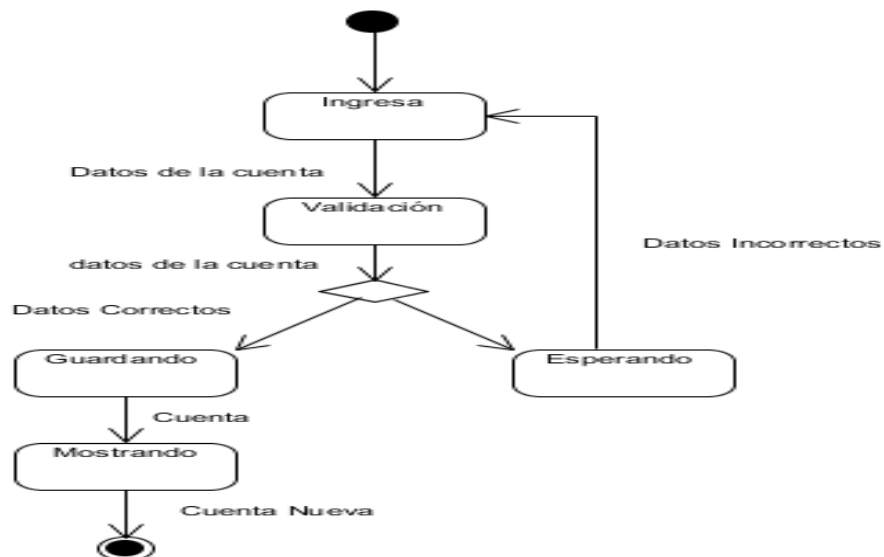 Ingresa
Datos de la cuenta
Validación
Datos Incorrectos
datos de la cuenta
Datos Correctos
Guardando
Esperando
Cuenta
Mostrando
Cuenta Nueva